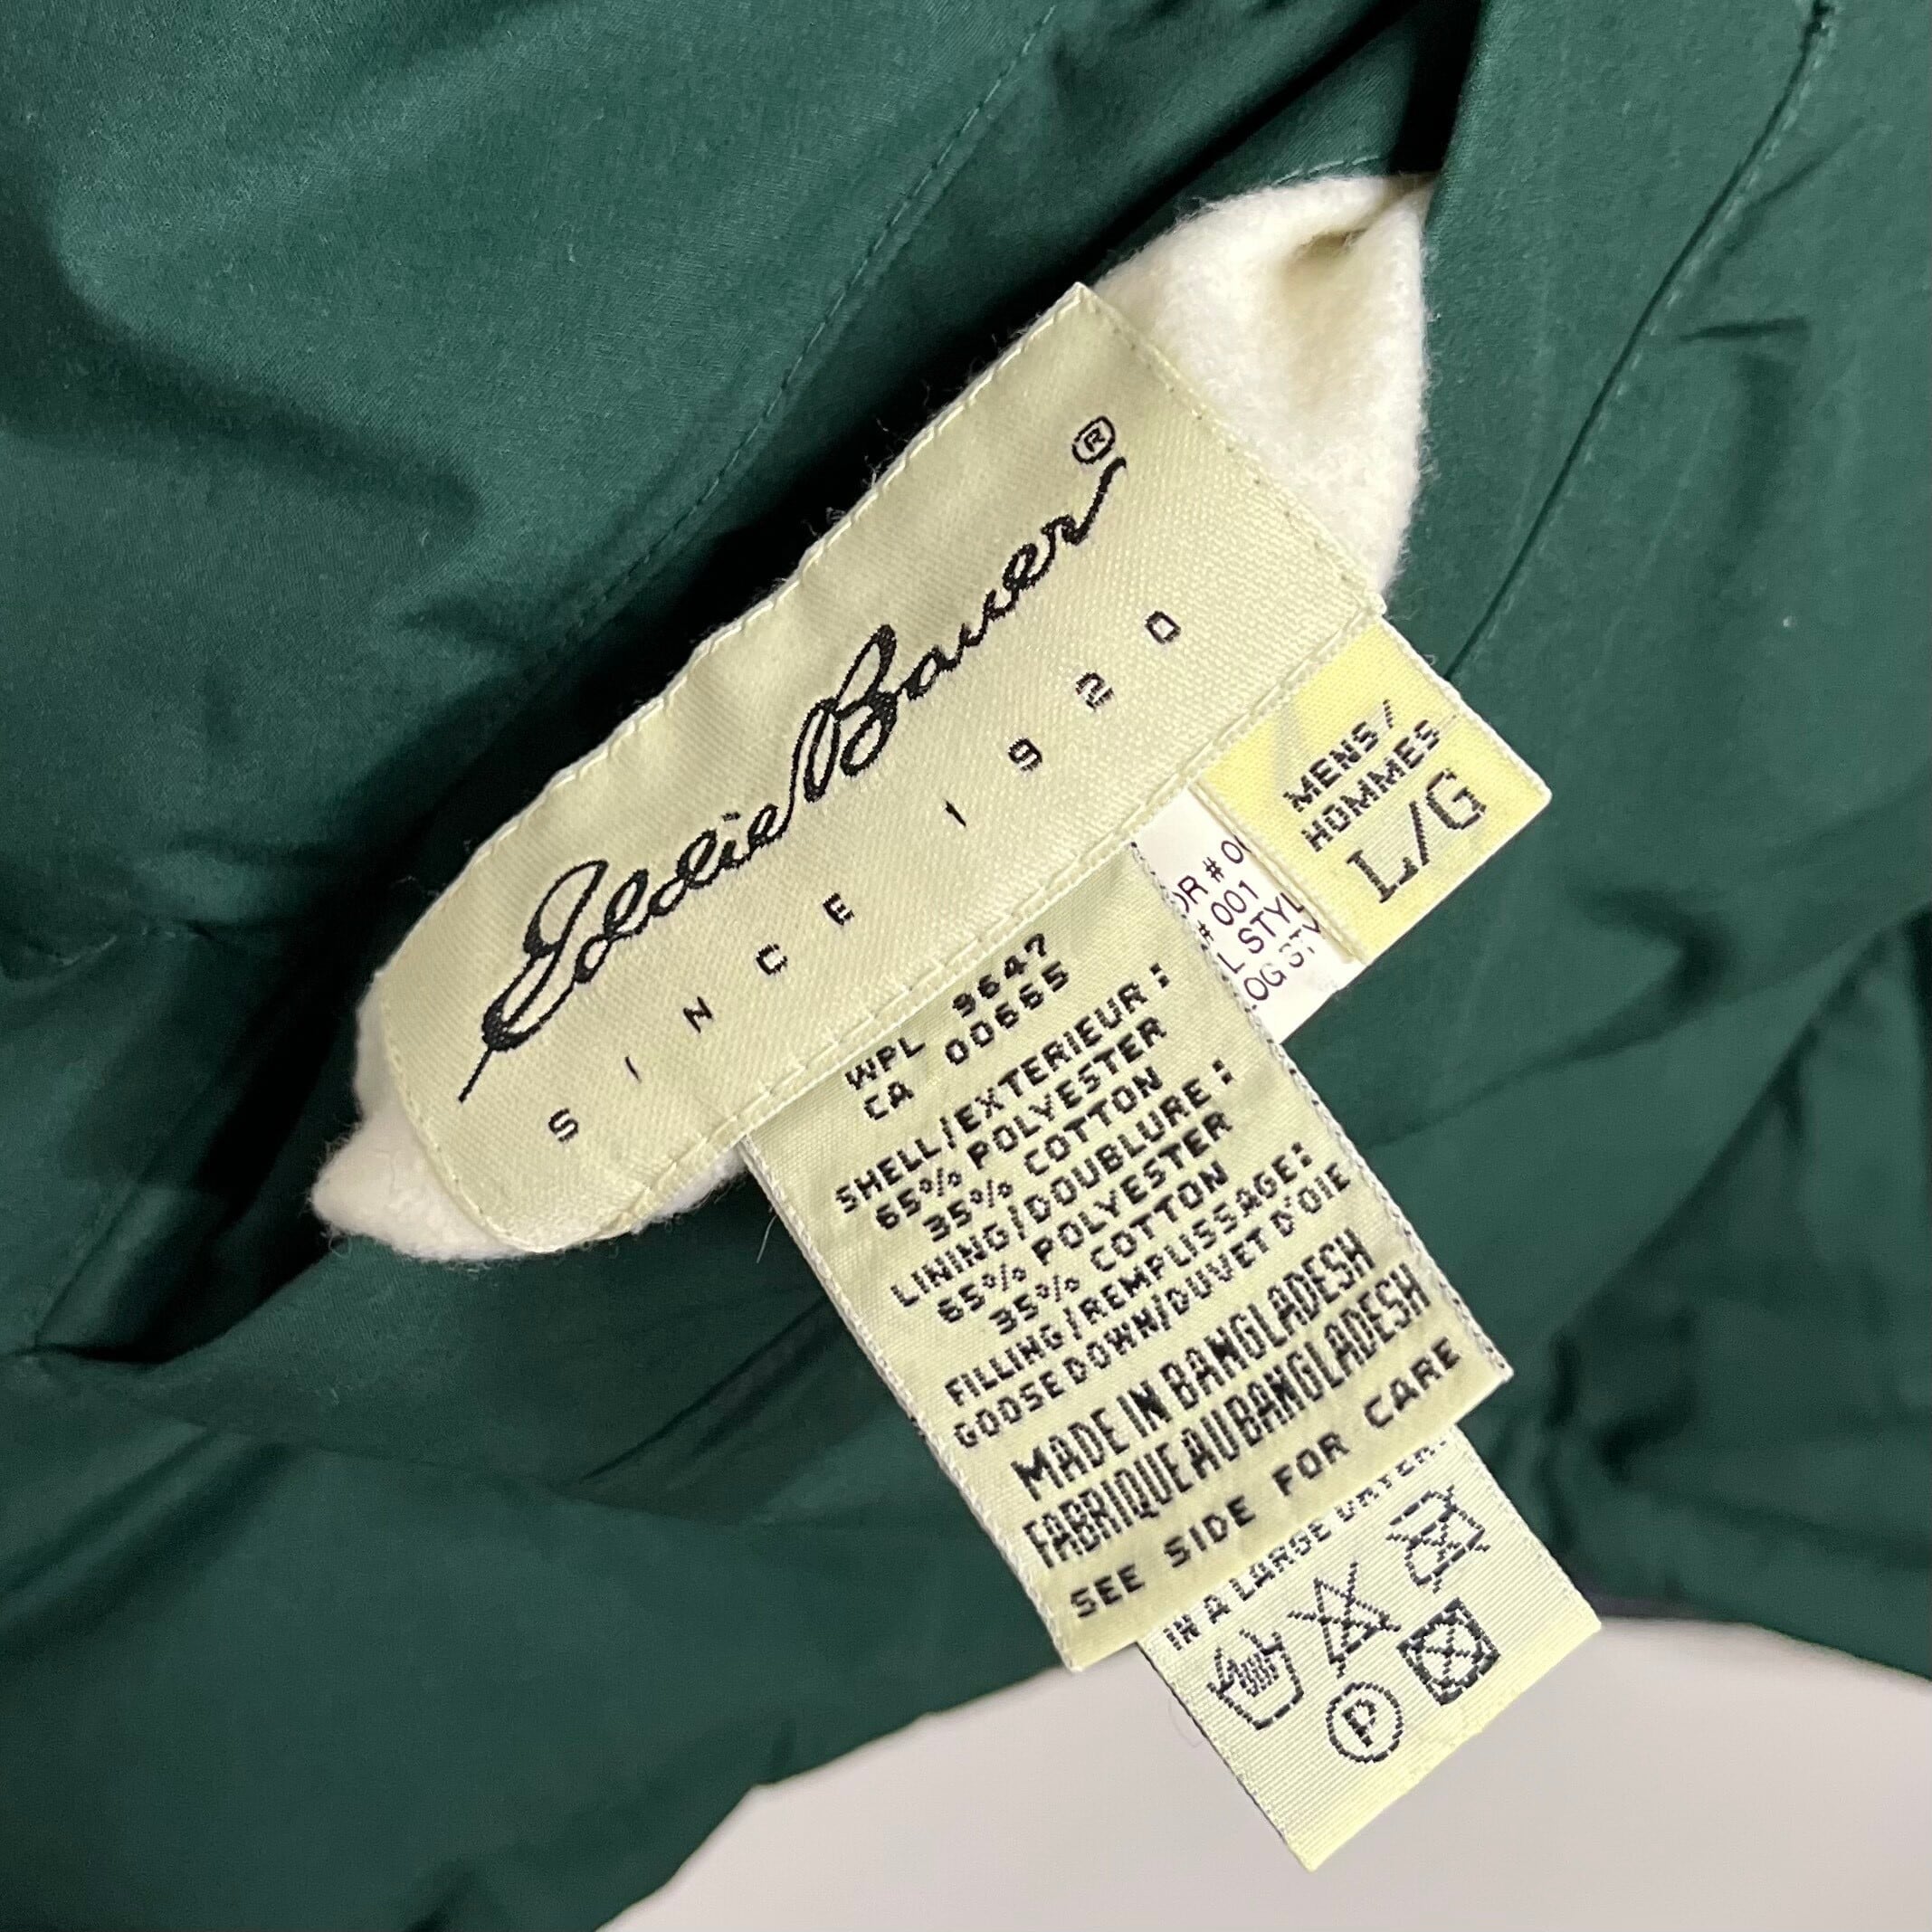 Eddie Bauer®
SINCE 1920
MENS/
HOMMES
L/G
# 001
STYL
WPL 9647
CA 00665
SHELL/EXTERIEUR:
65% POLYESTER
35% COTTON
LINING/DOUBLURE:
65% POLYESTER
35% COTTON
FILLING/REMPLISSAGE:
GOOSE DOWN/DUVET D'OIE
MADE IN BANGLADESH
FABRIQUE AU BANGLADESH
SEE SIDE FOR CARE
IN A LARGE DRYER.
P